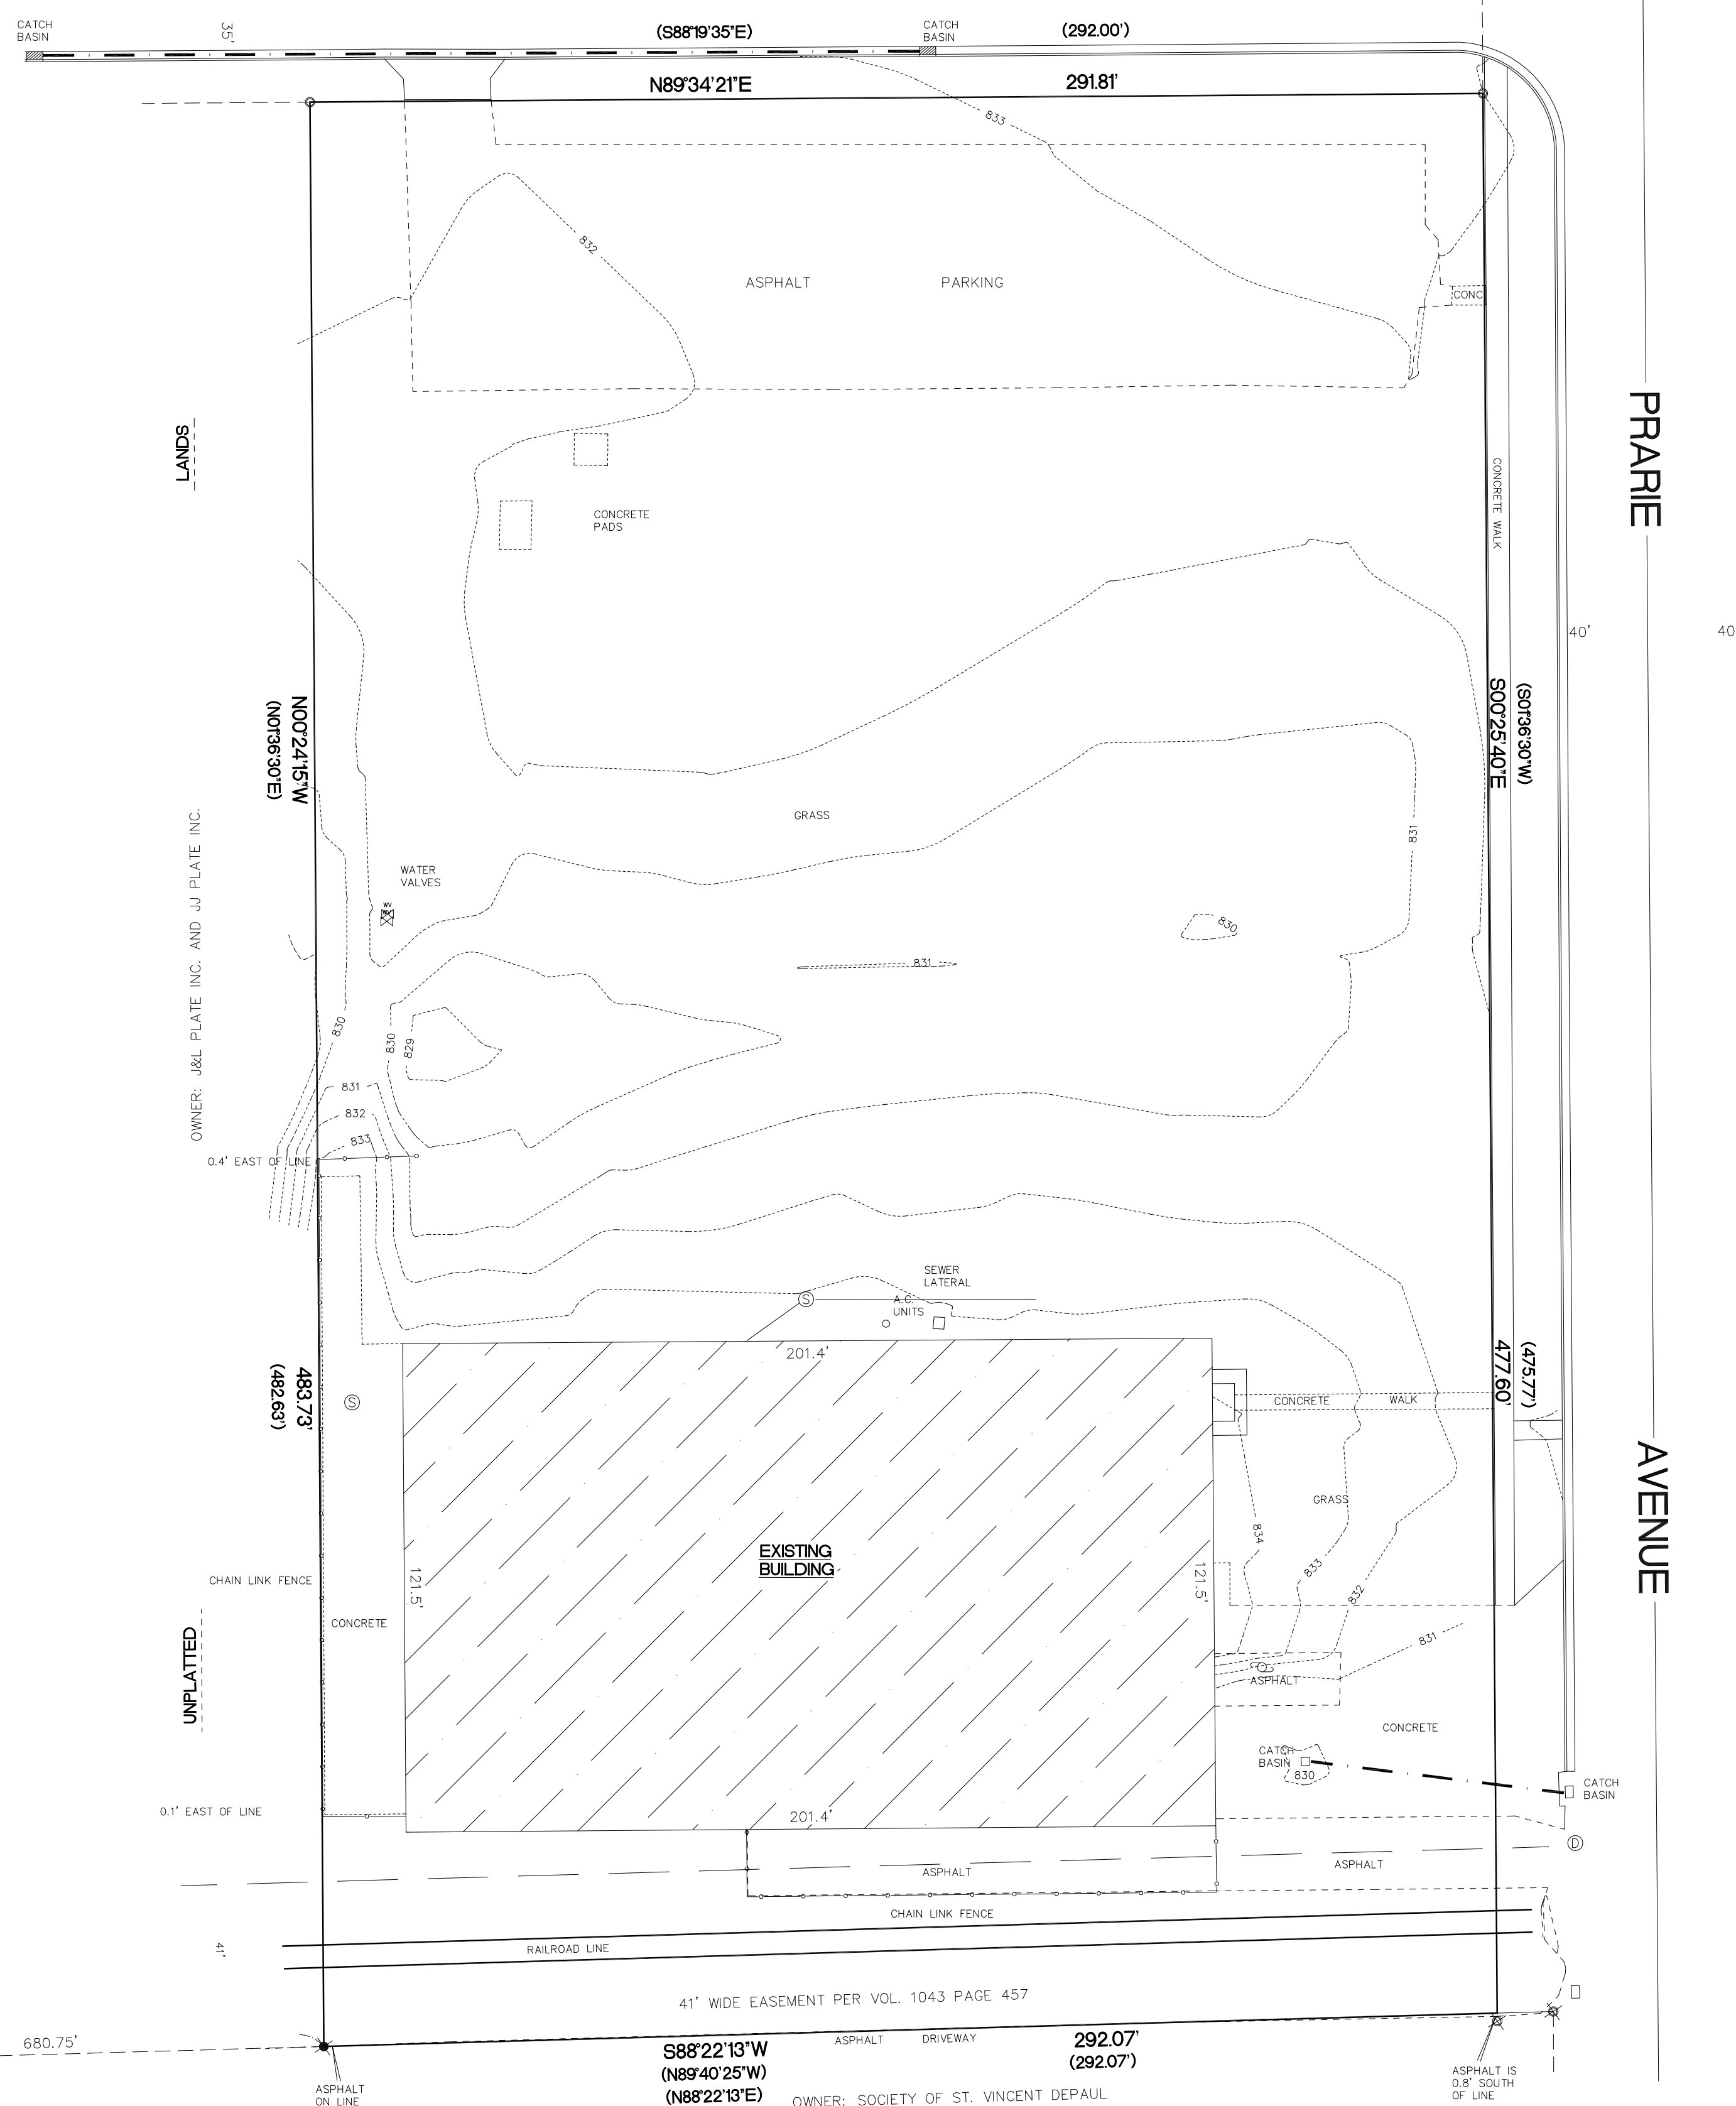 CATCH
BASIN
35'
(S88°19'35"E)
CATCH
BASIN
(292.00')
N89°34'21"E
291.81'
833
832
ASPHALT PARKING
CONC
PRARIE
LANDS
CONCRETE
PADS
CONCRETE WALK
40'
40
N00°24'15"W
(N01°36'30"E)
S00°25'40"E
(S01°36'30"W)
OWNER: J&L PLATE INC. AND JJ PLATE INC.
GRASS
831
WATER
VALVES
WV
830
831
830
830
829
831
832
833
0.4' EAST OF LINE
SEWER
LATERAL
S
A.C.
UNITS
201.4'
483.73'
(482.63')
S
477.60'
(475.77')
CONCRETE WALK
AVENUE
GRASS
834
833
832
831
EXISTING
BUILDING
121.5'
121.5'
CHAIN LINK FENCE
CONCRETE
UNPLATTED
ASPHALT
CONCRETE
CATCH
BASIN
830
CATCH
BASIN
0.1' EAST OF LINE
201.4'
D
ASPHALT
ASPHALT
CHAIN LINK FENCE
RAILROAD LINE
41'
41' WIDE EASEMENT PER VOL. 1043 PAGE 457
680.75'
ASPHALT DRIVEWAY
S88°22'13"W
292.07'
(N89°40'25"W)
(292.07')
(N88°22'13"E)
OWNER: SOCIETY OF ST. VINCENT DEPAUL
ASPHALT
ON LINE
ASPHALT IS
0.8' SOUTH
OF LINE